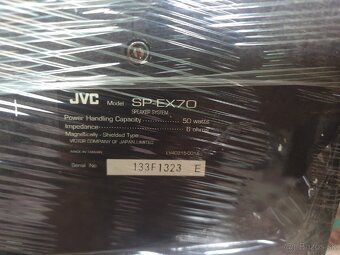 JVC Model SP-EX70
SPEAKER SYSTEM
Power Handling Capacity 50 watts
Impedance 6 ohms
Magnetically-Shielded Type
VICTOR COMPANY OF JAPAN, LIMITED
MADE IN TAIWAN
Serial No 133F1323 E